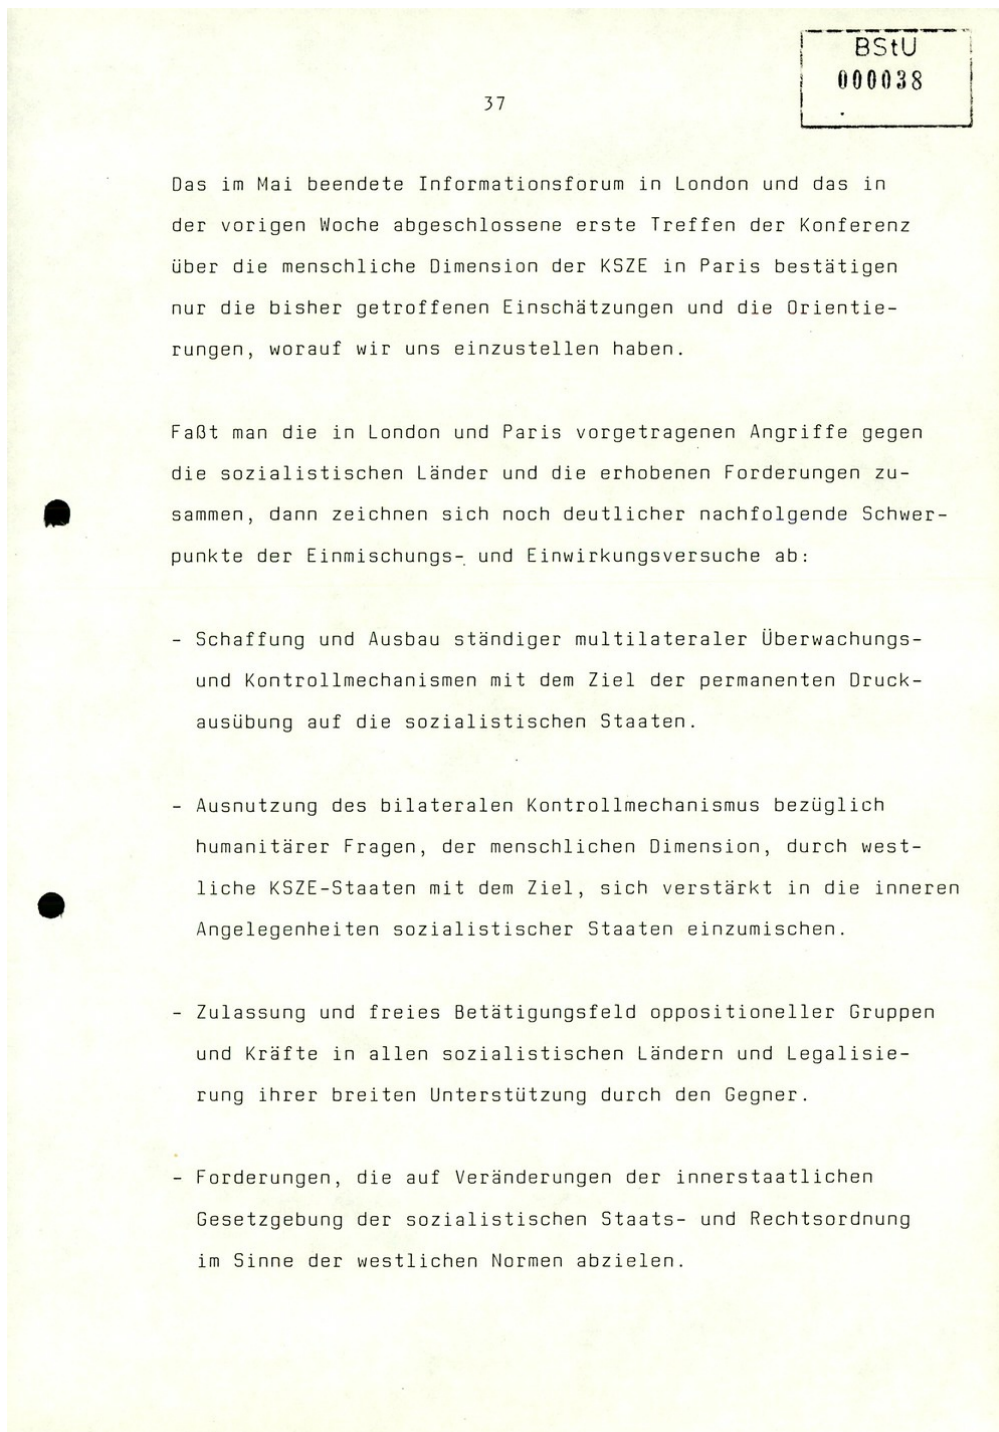 BStU
000038
37
Das im Mai beendete Informationsforum in London und das in
der vorigen Woche abgeschlossene erste Treffen der Konferenz
über die menschliche Dimension der KSZE in Paris bestätigen
nur die bisher getroffenen Einschätzungen und die Orientie-
rungen, worauf wir uns einzustellen haben.
Faßt man die in London und Paris vorgetragenen Angriffe gegen
die sozialistischen Länder und die erhobenen Forderungen zu-
sammen, dann zeichnen sich noch deutlicher nachfolgende Schwer-
punkte der Einmischungs- und Einwirkungsversuche ab:
- Schaffung und Ausbau ständiger multilateraler Überwachungs-
und Kontrollmechanismen mit dem Ziel der permanenten Druck-
ausübung auf die sozialistischen Staaten.
- Ausnutzung des bilateralen Kontrollmechanismus bezüglich
humanitärer Fragen, der menschlichen Dimension, durch west-
liche KSZE-Staaten mit dem Ziel, sich verstärkt in die inneren
Angelegenheiten sozialistischer Staaten einzumischen.
- Zulassung und freies Betätigungsfeld oppositioneller Gruppen
und Kräfte in allen sozialistischen Ländern und Legalisie-
rung ihrer breiten Unterstützung durch den Gegner.
- Forderungen, die auf Veränderungen der innerstaatlichen
Gesetzgebung der sozialistischen Staats- und Rechtsordnung
im Sinne der westlichen Normen abzielen.